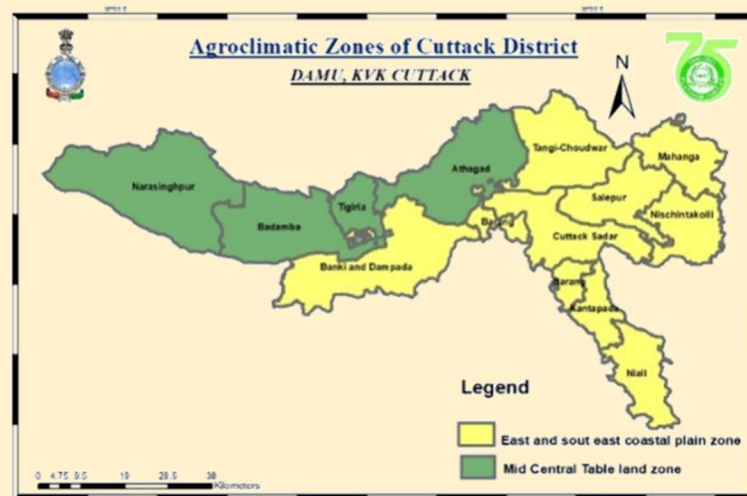 Agroclimatic Zones of Cuttack District
DAMU, KVK CUTTACK
75
N
Tangi-Choudwar
Mahanga
Athagad
Narasinghpur
Salepur
Tigiria
Nischintakoili
Badamba
Cuttack Sadar
Banki and Dampada
Barang
Kantapada
Niali
Legend
East and sout east coastal plain zone
Mid Central Table land zone
0 4.75 9.5 19 28.5 38
Kilometers